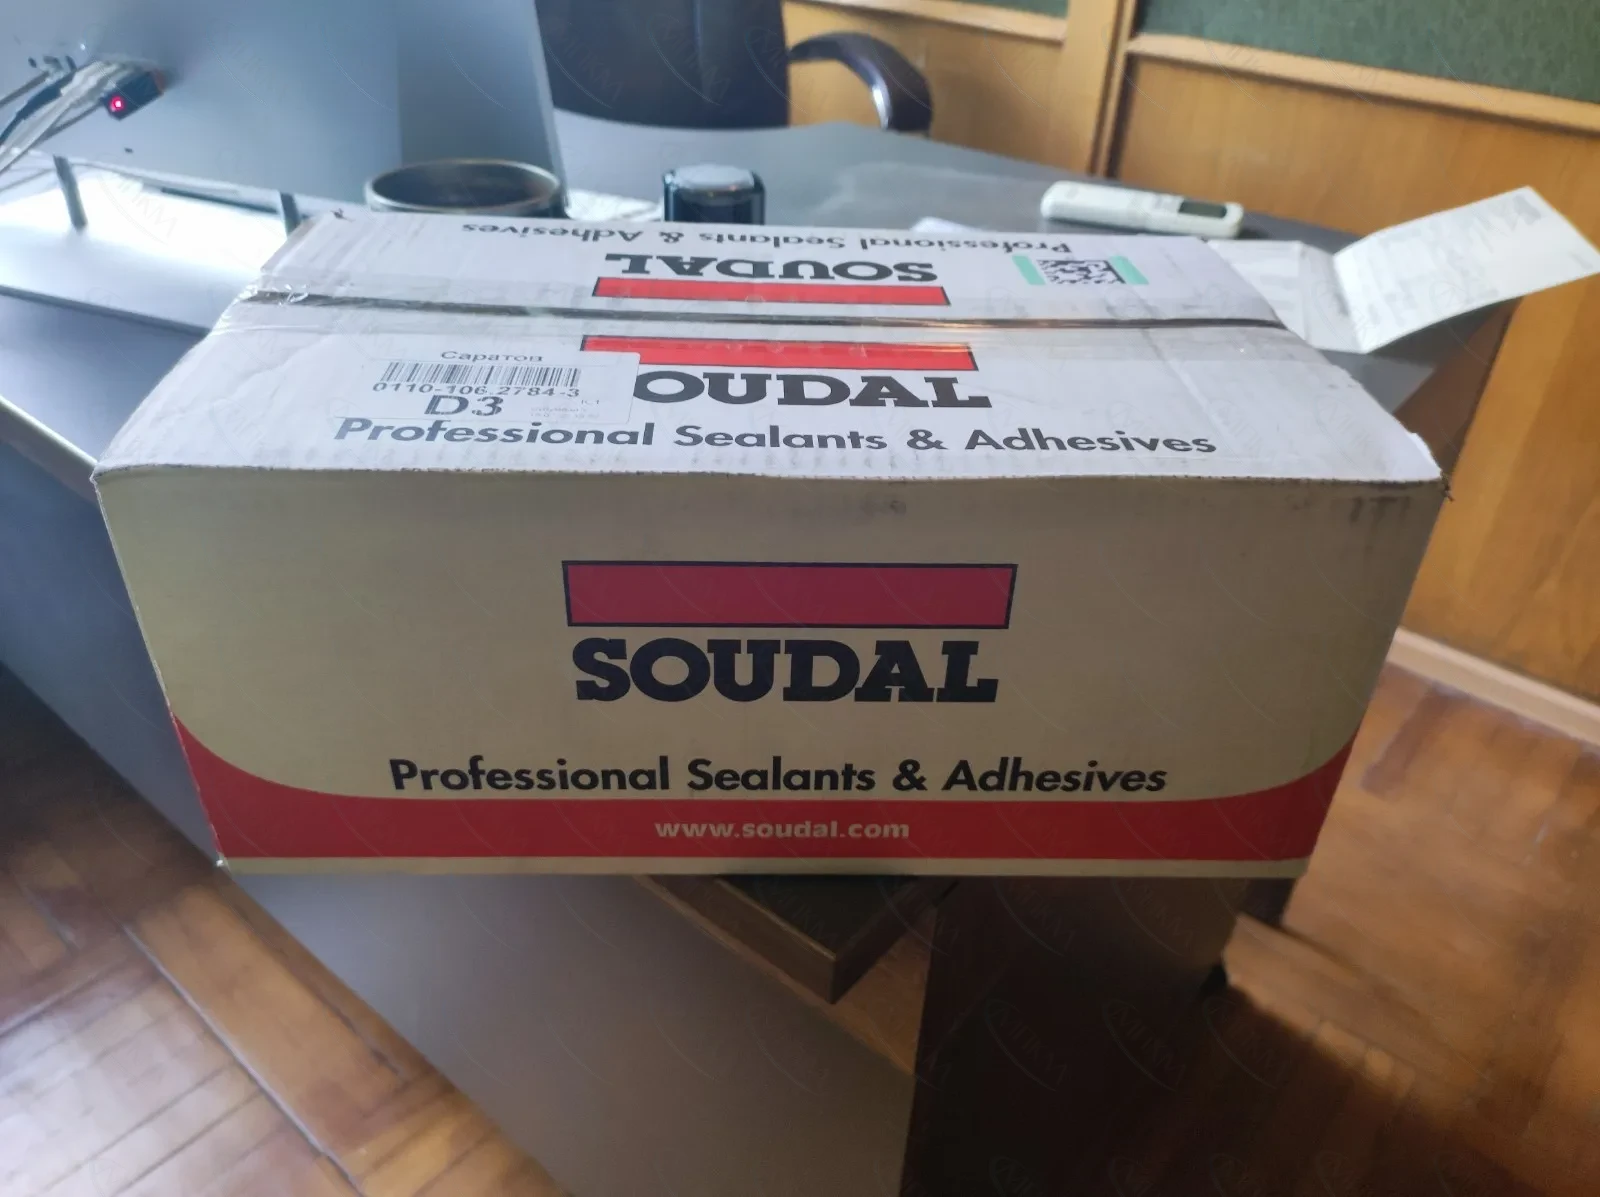 Professional Sealants & Adhesives
SOUDAL
Саратов
0110-106.2784-3
D3
OUDAL
Professional Sealants & Adhesives
SOUDAL
Professional Sealants & Adhesives
www.soudal.com